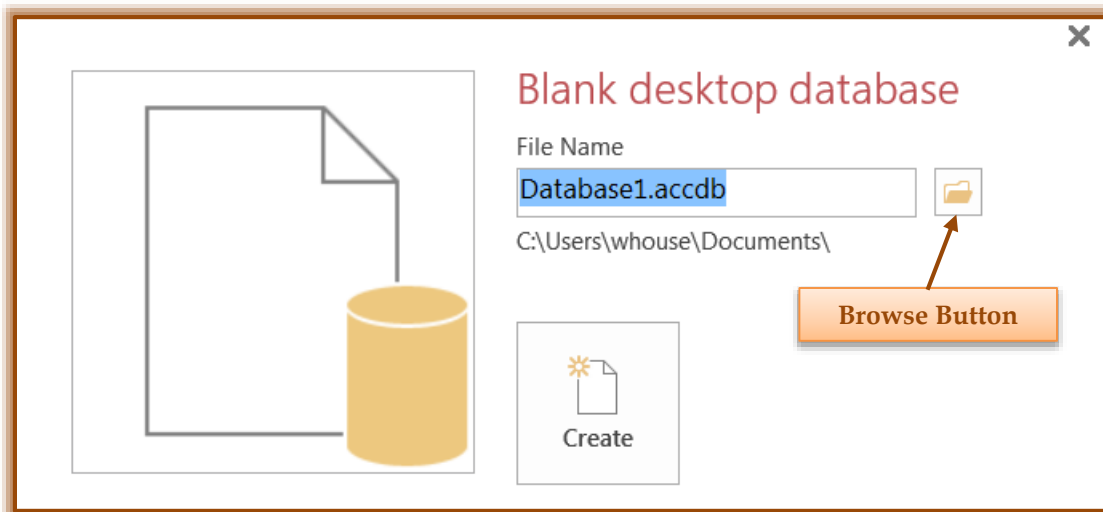 Blank desktop database
File Name
Database1.accdb
C:\Users\whouse\Documents\
Browse Button
Create